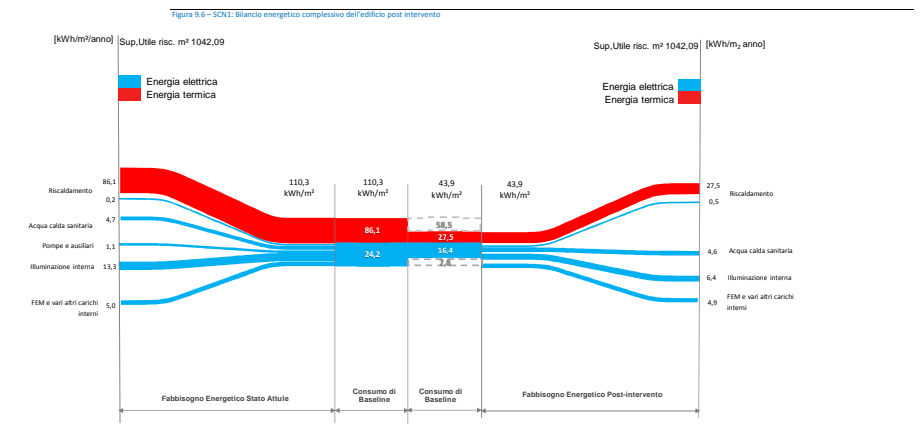 Figura 9.6 – SCN1: Bilancio energetico complessivo dell'edificio post intervento
[kWh/m²/anno]
Sup,Utile risc. m² 1042,09
Sup,Utile risc. m² 1042,09
[kWh/m₂ anno]
Energia elettrica
Energia termica
Energia elettrica
Energia termica
110,3
kWh/m²
110,3
kWh/m²
43,9
kWh/m²
43,9
kWh/m²
Riscaldamento
86,1
0,2
Acqua calda sanitaria
4,7
Pompe e ausiliari
1,1
Illuminazione interna
13,3
FEM e vari altri carichi
interni
5,0
86,1
24,2
58,5
27,5
16,4
27,5
Riscaldamento
0,5
4,6
Acqua calda sanitaria
6,4
Illuminazione interna
4,9
FEM e vari altri carichi
interni
Fabbisogno Energetico Stato Attule
Consumo di
Baseline
Consumo di
Baseline
Fabbisogno Energetico Post-intervento